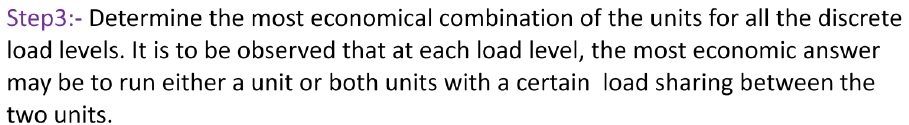 Step3:- Determine the most economical combination of the units for all the discrete
load levels. It is to be observed that at each load level, the most economic answer
may be to run either a unit or both units with a certain load sharing between the
two units.